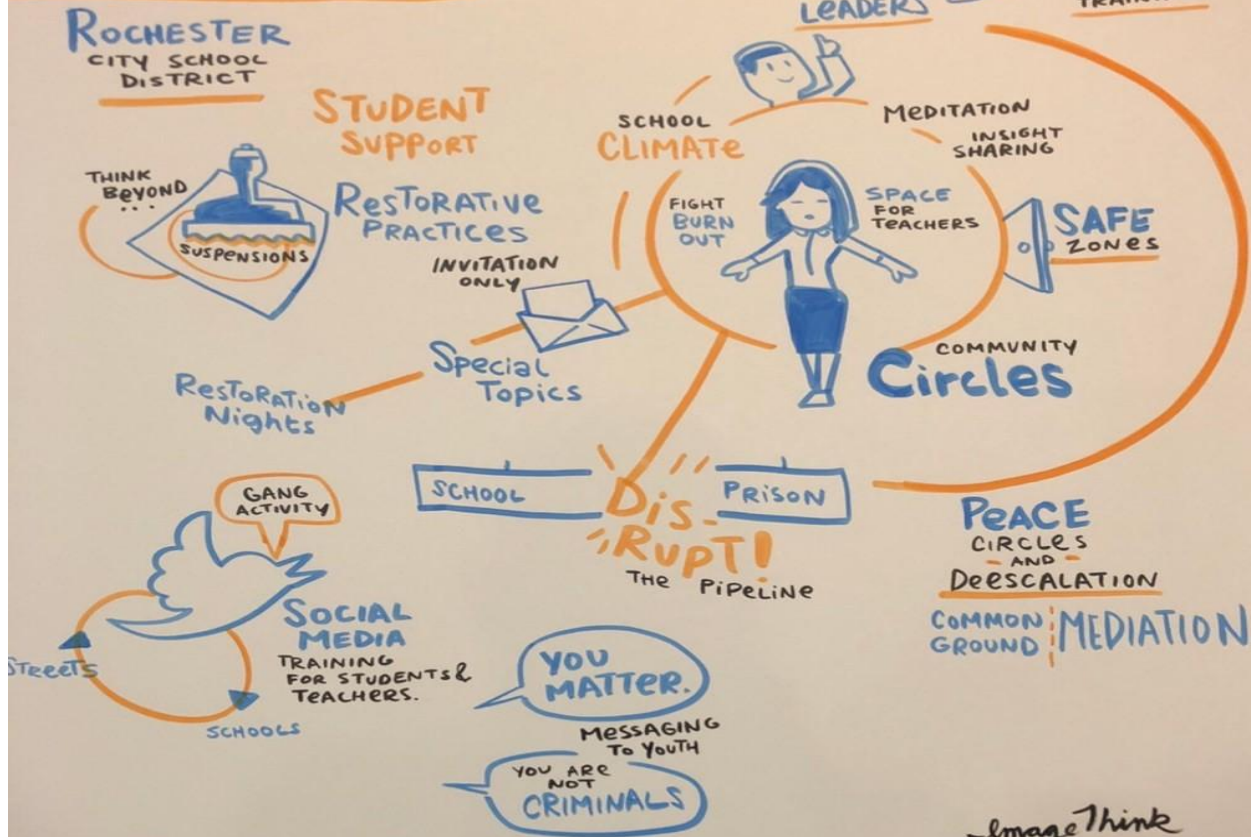 ROCHESTER
CITY SCHOOL
DISTRICT
STUDENT
SUPPORT
THINK
BEYOND
...
SUSPENSIONS
RESTORATIVE
PRACTICES
INVITATION
ONLY
Special
Topics
RESTORATION
Nights
LEADERS
SCHOOL
CLIMATE
MEDITATION
INSIGHT
SHARING
FIGHT
BURN
OUT
SPACE
FOR
TEACHERS
SAFE
ZONES
COMMUNITY
Circles
SCHOOL
DIS-
RUPT!
PRISON
THE PIPELINE
PEACE
CIRCLES
- AND -
DEESCALATION
COMMON
GROUND
MEDIATION
GANG
ACTIVITY
SOCIAL
MEDIA
TRAINING
FOR STUDENTS &
TEACHERS.
STREETS
SCHOOLS
YOU
MATTER.
MESSAGING
TO YOUTH
YOU ARE
NOT
CRIMINALS
ImageThink